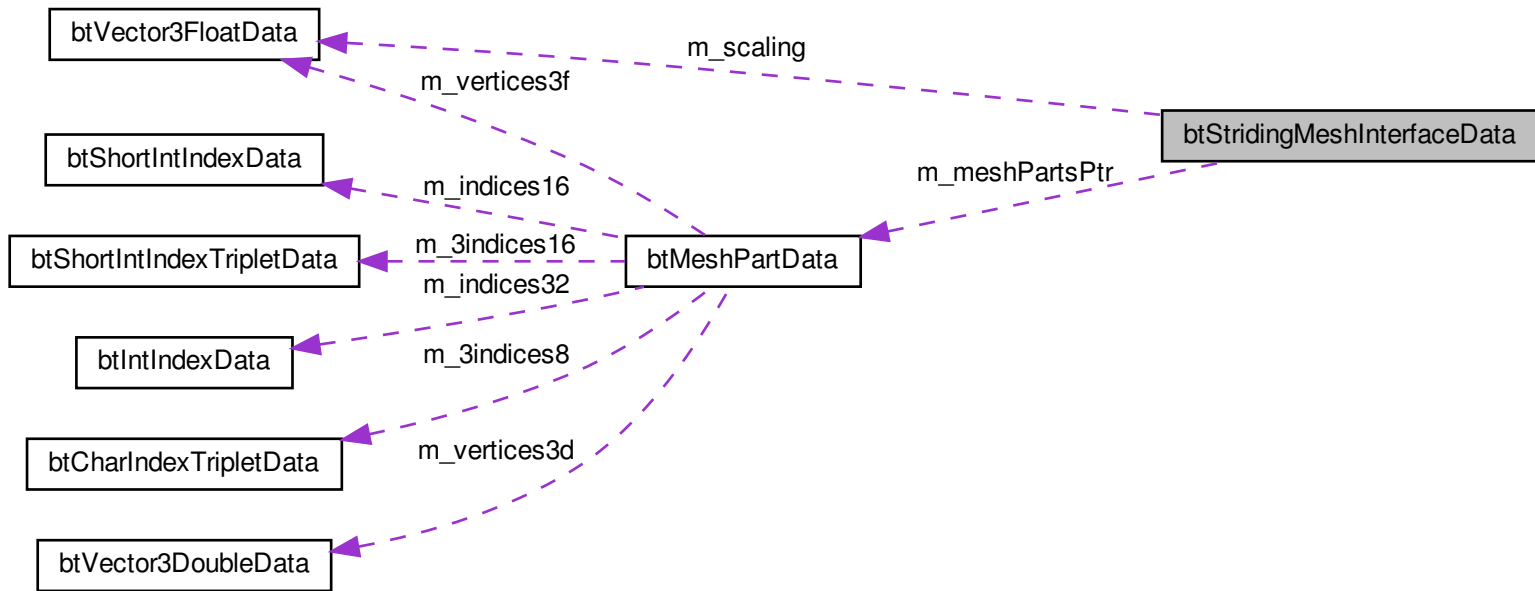 btVector3FloatData
m_scaling
m_vertices3f
btStridingMeshInterfaceData
btShortIntIndexData
m_indices16
m_meshPartsPtr
m_3indices16
btShortIntIndexTripletData
btMeshPartData
m_indices32
btIntIndexData
m_3indices8
btCharIndexTripletData
m_vertices3d
btVector3DoubleData